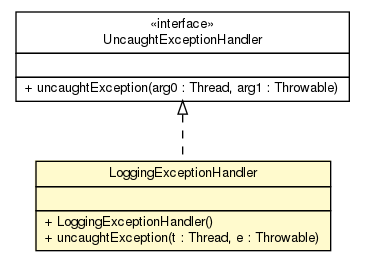 «interface»
UncaughtExceptionHandler
+ uncaughtException(arg0 : Thread, arg1 : Throwable)
LoggingExceptionHandler
+ LoggingExceptionHandler()
+ uncaughtException(t : Thread, e : Throwable)